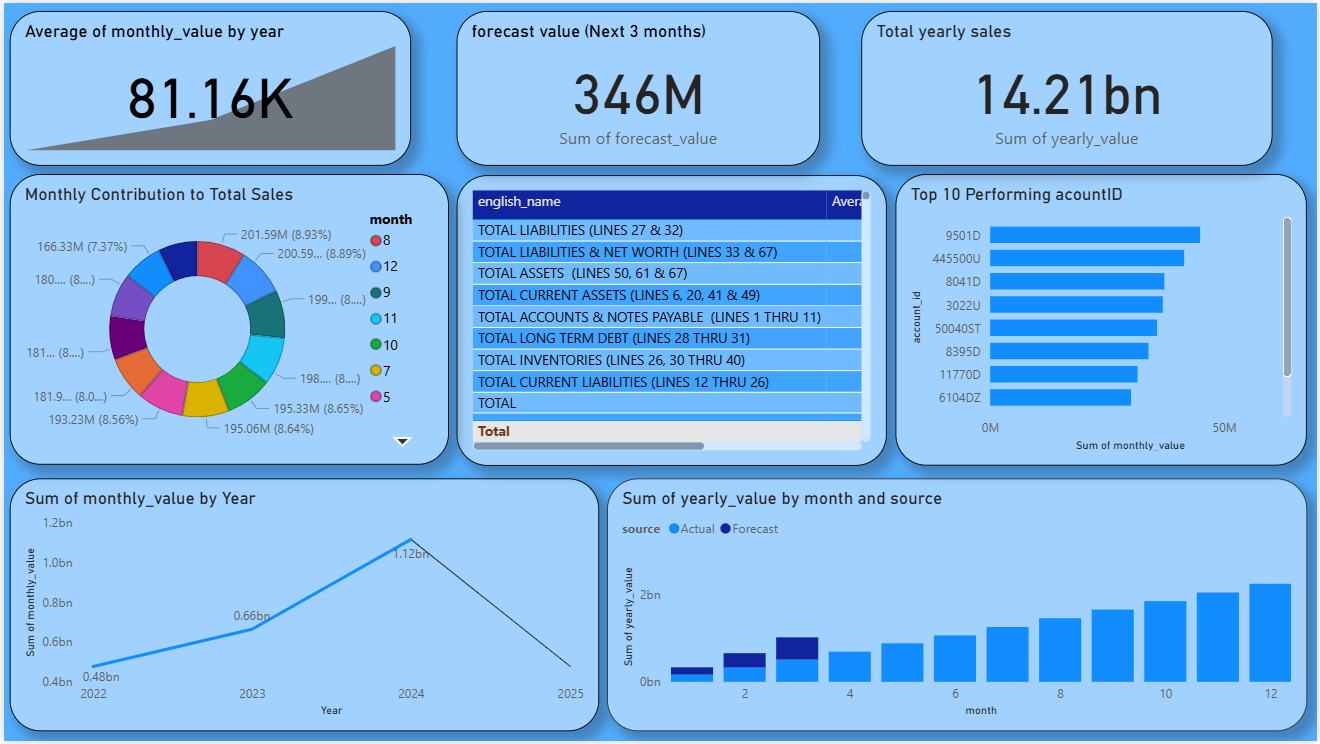 Average of monthly_value by year
81.16K
forecast value (Next 3 months)
346M
Sum of forecast_value
Total yearly sales
14.21bn
Sum of yearly_value
Monthly Contribution to Total Sales
month
8
12
9
11
10
7
5
201.59M (8.93%)
200.59... (8.89%)
199... (8....)
198.... (8....)
195.33M (8.65%)
195.06M (8.64%)
193.23M (8.56%)
181.9... (8.0...)
181... (8....)
180.... (8....)
166.33M (7.37%)
english_name Avera
TOTAL LIABILITIES (LINES 27 & 32)
TOTAL LIABILITIES & NET WORTH (LINES 33 & 67)
TOTAL ASSETS  (LINES 50, 61 & 67)
TOTAL CURRENT ASSETS (LINES 6, 20, 41 & 49)
TOTAL ACCOUNTS & NOTES PAYABLE  (LINES 1 THRU 11)
TOTAL LONG TERM DEBT (LINES 28 THRU 31)
TOTAL INVENTORIES (LINES 26, 30 THRU 40)
TOTAL CURRENT LIABILITIES (LINES 12 THRU 26)
TOTAL
Total
Top 10 Performing acountID
account_id
9501D
445500U
8041D
3022U
50040ST
8395D
11770D
6104DZ
0M 50M
Sum of monthly_value
Sum of monthly_value by Year
Sum of monthly_value
1.2bn
1.0bn
0.8bn
0.6bn
0.4bn
0.48bn
0.66bn
1.12bn
2022 2023 2024 2025
Year
Sum of yearly_value by month and source
source Actual Forecast
Sum of yearly_value
2bn
0bn
2 4 6 8 10 12
month